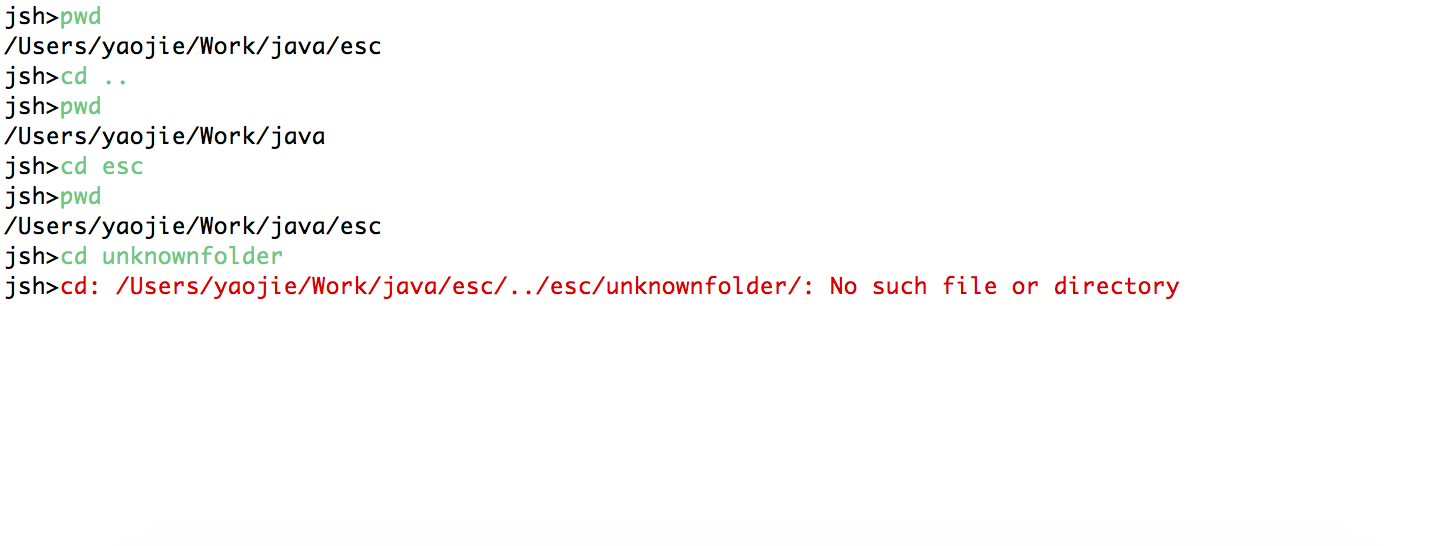 jsh>pwd
/Users/yaojie/Work/java/esc
jsh>cd ..
jsh>pwd
/Users/yaojie/Work/java
jsh>cd esc
jsh>pwd
/Users/yaojie/Work/java/esc
jsh>cd unknownfolder
jsh>cd: /Users/yaojie/Work/java/esc/../esc/unknownfolder/: No such file or directory